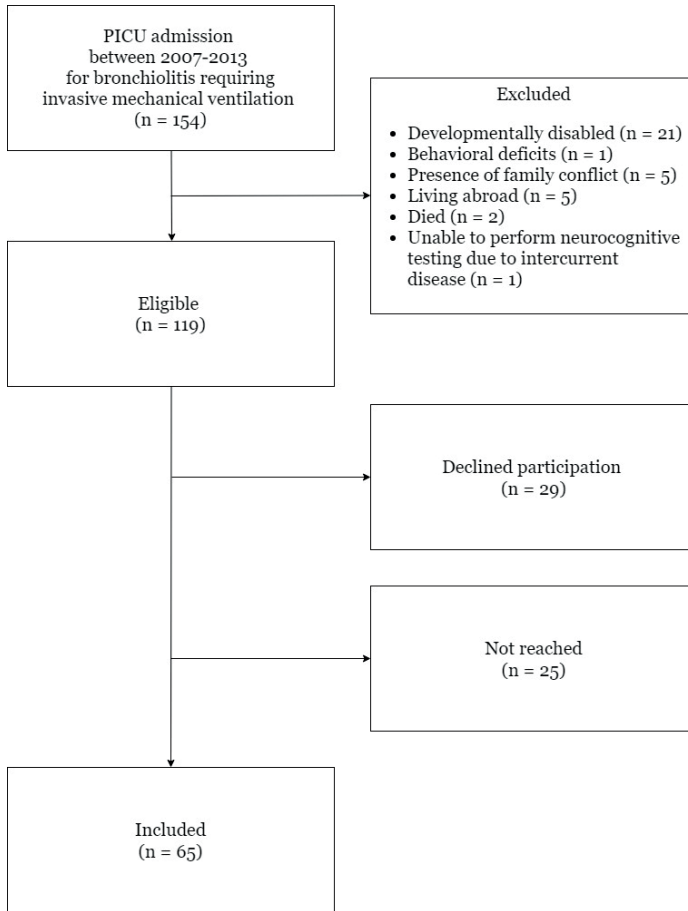 PICU admission
between 2007-2013
for bronchiolitis requiring
invasive mechanical ventilation
(n = 154)
Excluded
• Developmentally disabled (n = 21)
• Behavioral deficits (n = 1)
• Presence of family conflict (n = 5)
• Living abroad (n = 5)
• Died (n = 2)
• Unable to perform neurocognitive
testing due to intercurrent
disease (n = 1)
Eligible
(n = 119)
Declined participation
(n = 29)
Not reached
(n = 25)
Included
(n = 65)